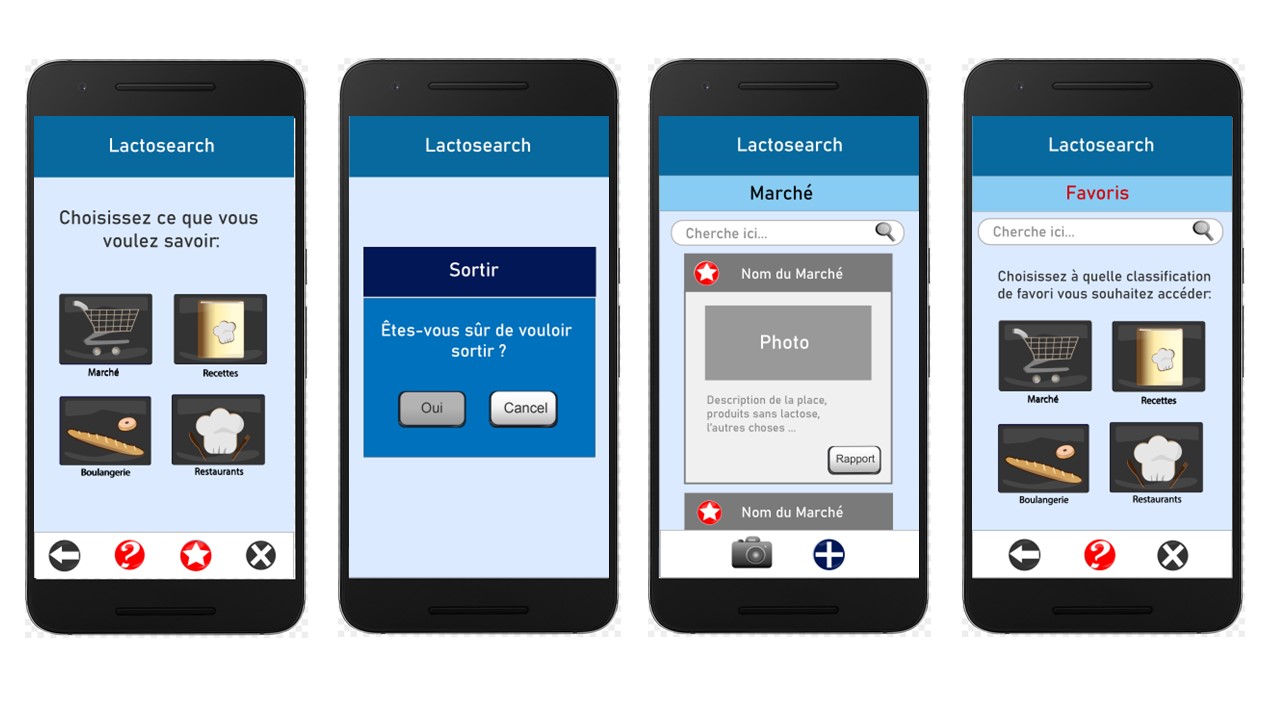 Lactosearch
Choisissez ce que vous
voulez savoir:
Marché
Recettes
Boulangerie
Restaurants
Lactosearch
Sortir
Êtes-vous sûr de vouloir
sortir ?
Oui
Cancel
Lactosearch
Marché
Cherche ici...
Nom du Marché
Photo
Description de la place,
produits sans lactose,
l'autres choses ...
Rapport
Nom du Marché
Lactosearch
Favoris
Cherche ici...
Choisissez à quelle classification
de favori vous souhaitez accéder:
Marché
Recettes
Boulangerie
Restaurants